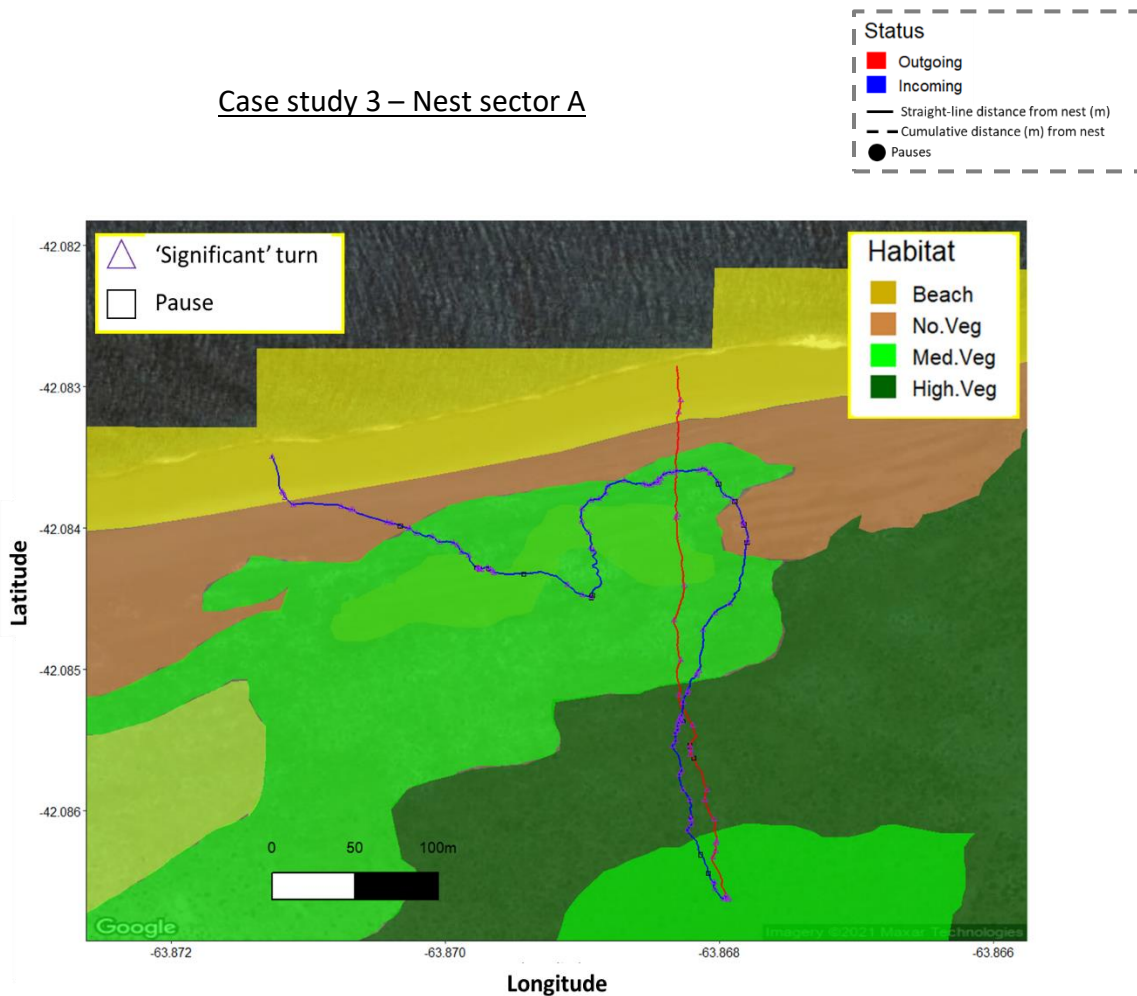 Status
Outgoing
Incoming
Straight-line distance from nest (m)
Cumulative distance (m) from nest
Pauses
Case study 3 – Nest sector A
'Significant' turn
Pause
Habitat
Beach
No.Veg
Med.Veg
High.Veg
-42.082
-42.083
-42.084
-42.085
-42.086
Latitude
0 50 100m
Google
Imagery ©2021 Maxar Technologies
-63.872 -63.870 -63.868 -63.866
Longitude